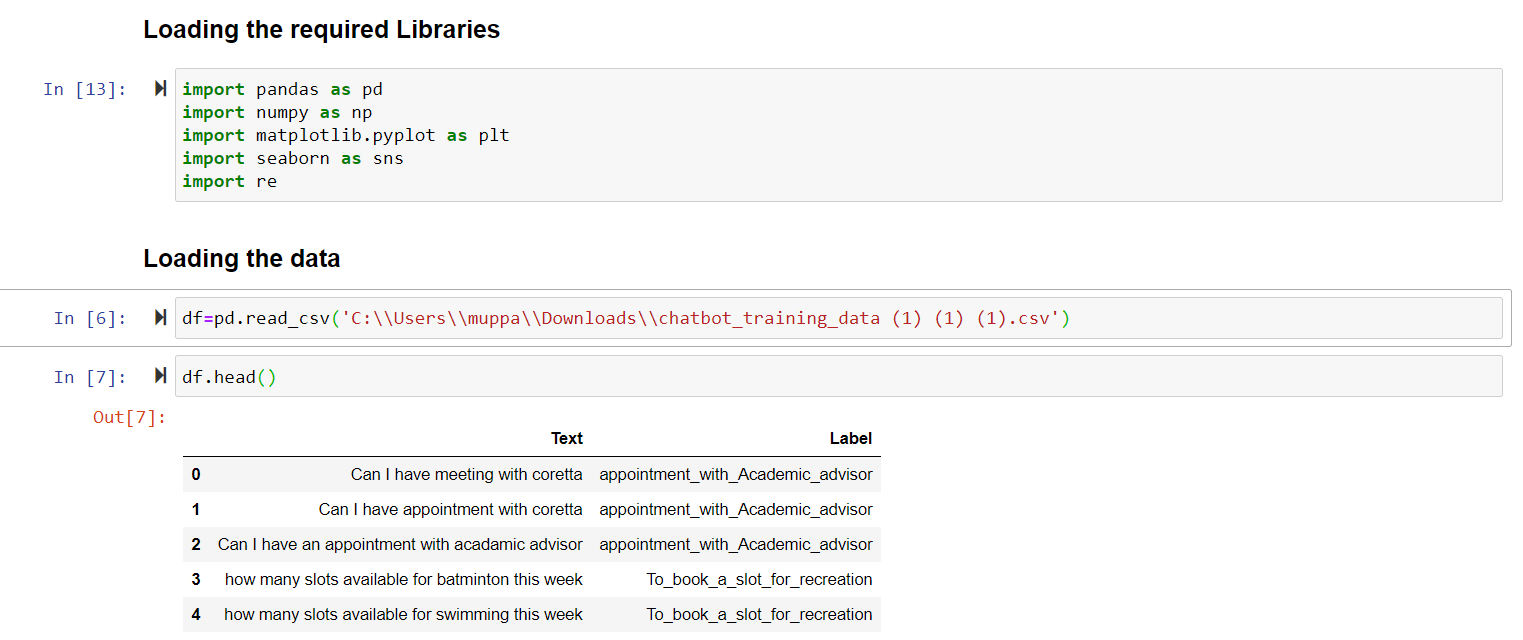 Loading the required Libraries
In [13]:
import pandas as pd
import numpy as np
import matplotlib.pyplot as plt
import seaborn as sns
import re
Loading the data
In [6]: df=pd.read_csv('C:\\Users\\muppa\\Downloads\\chatbot_training_data (1) (1) (1).csv')
In [7]: df.head()
Out[7]:
Text Label
0 Can I have meeting with coretta appointment_with_Academic_advisor
1 Can I have appointment with coretta appointment_with_Academic_advisor
2 Can I have an appointment with acadamic advisor appointment_with_Academic_advisor
3 how many slots available for batminton this week To_book_a_slot_for_recreation
4 how many slots available for swimming this week To_book_a_slot_for_recreation